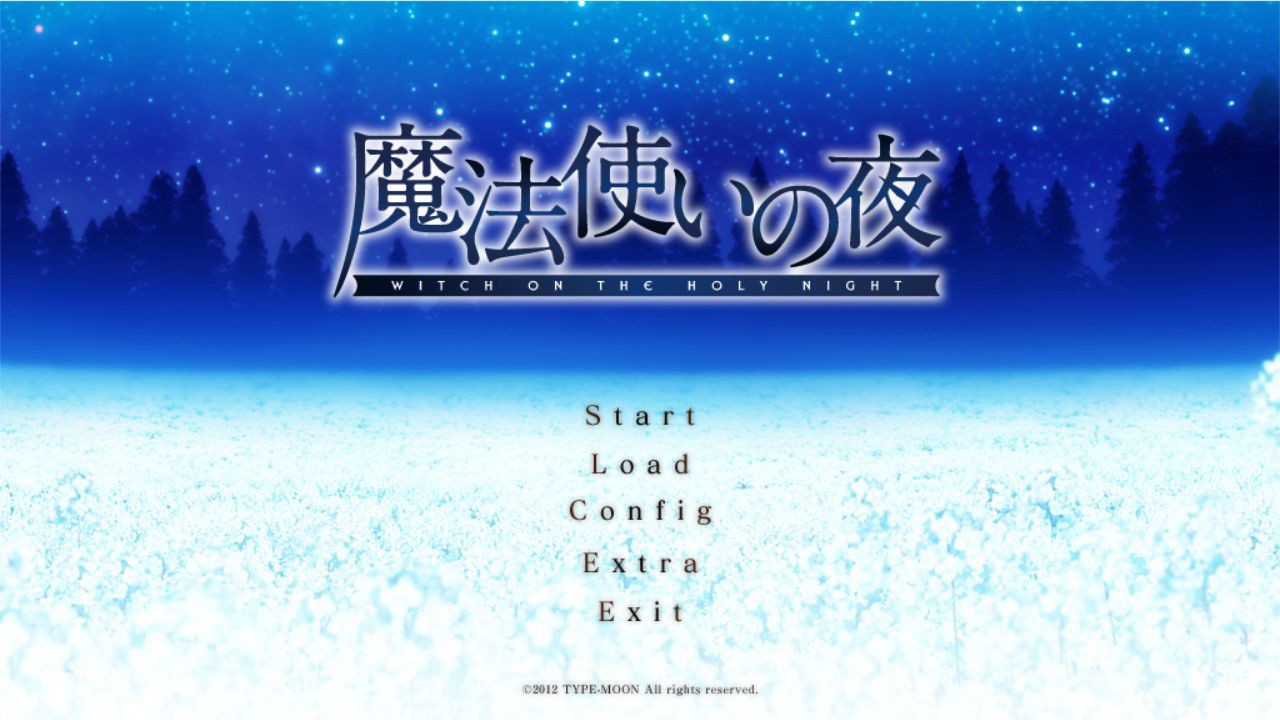 魔法使いの夜
WITCH ON THE HOLY NIGHT
Start
Load
Config
Extra
Exit
©2012 TYPE-MOON All rights reserved.